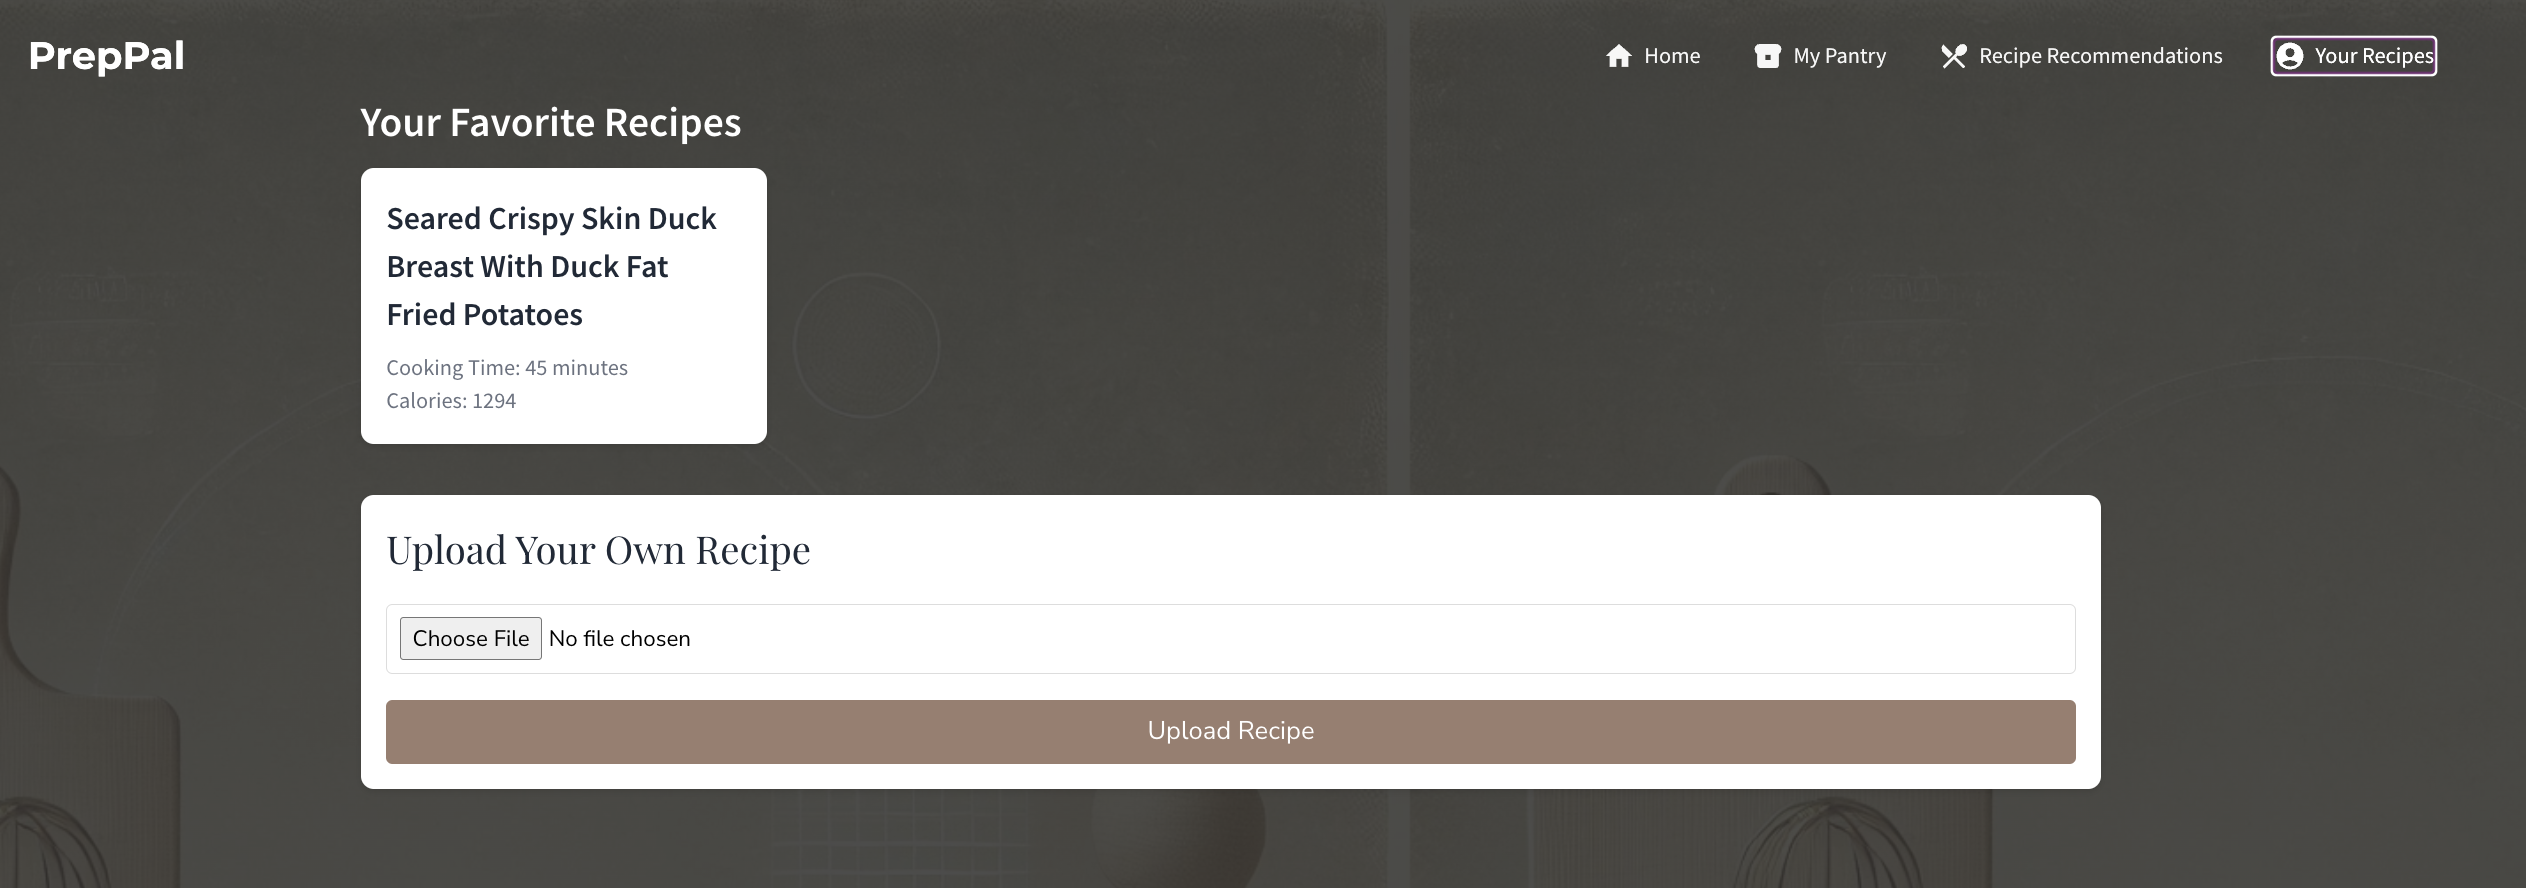 PrepPal
Home
My Pantry
Recipe Recommendations
Your Recipes
Your Favorite Recipes
Seared Crispy Skin Duck
Breast With Duck Fat
Fried Potatoes
Cooking Time: 45 minutes
Calories: 1294
Upload Your Own Recipe
Choose File No file chosen
Upload Recipe